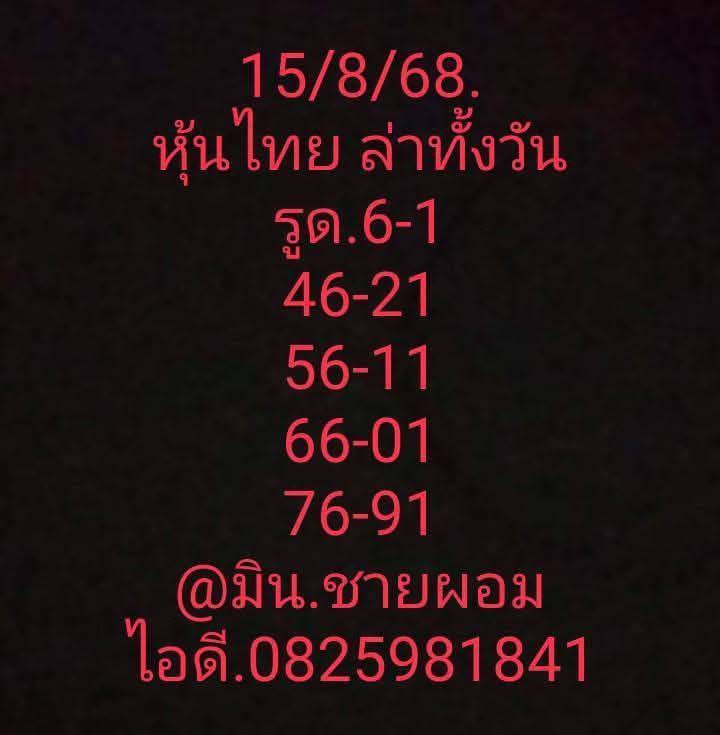 15/8/68.
หุ้นไทย ล่าทั้งวัน
รูด.6-1
46-21
56-11
66-01
76-91
@มิน.ชายผอม
ไอดี.0825981841